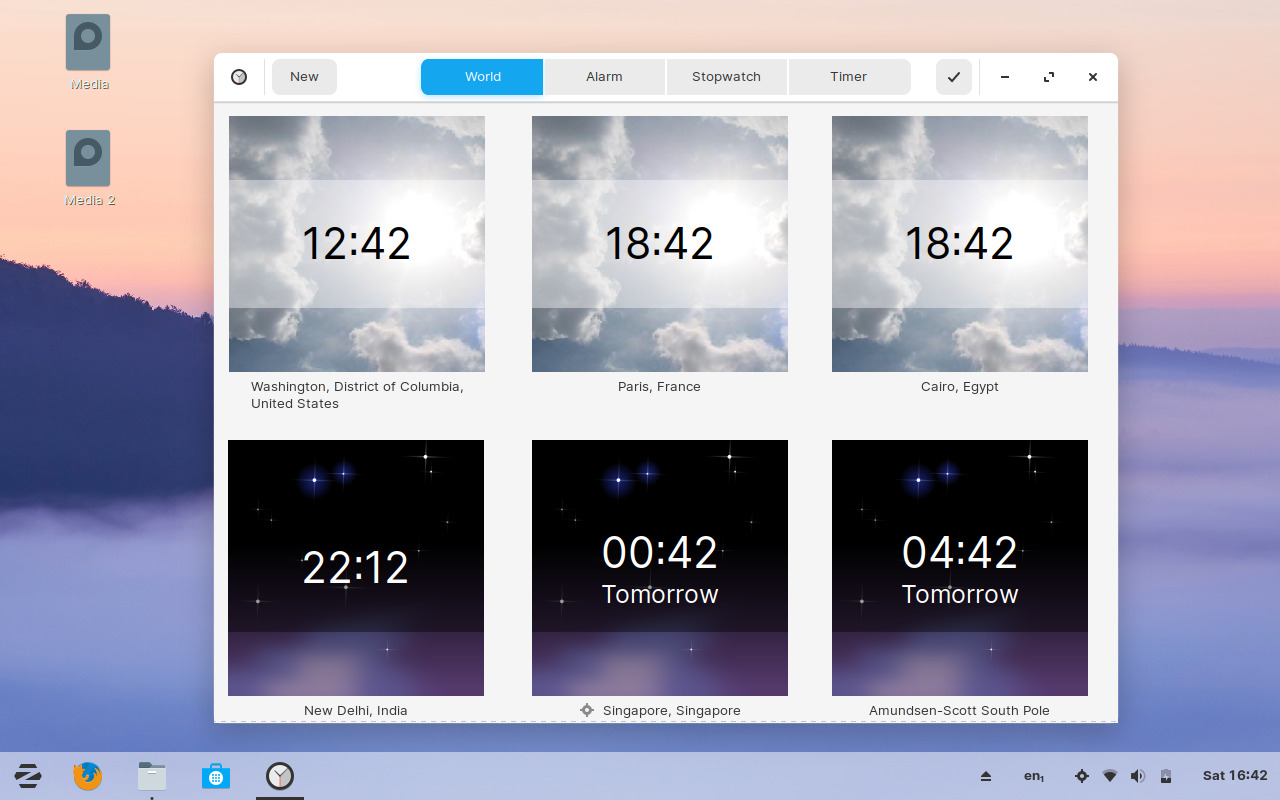 Media
Media 2
New
World
Alarm
Stopwatch
Timer
12:42
18:42
18:42
Washington, District of Columbia,
United States
Paris, France
Cairo, Egypt
22:12
00:42
Tomorrow
04:42
Tomorrow
New Delhi, India
Singapore, Singapore
Amundsen-Scott South Pole
en₁
Sat 16:42